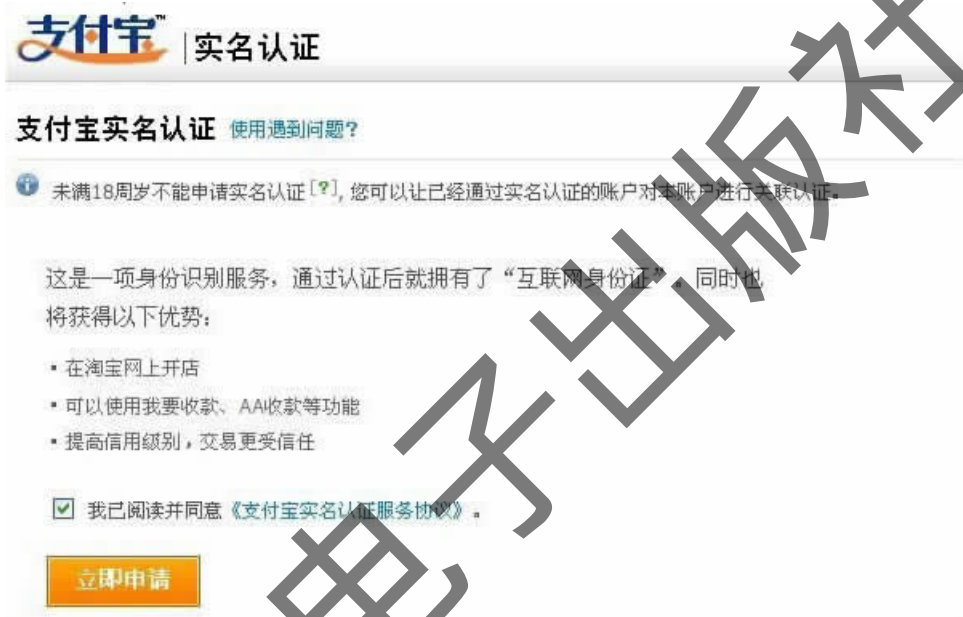 支付宝™ |实名认证
支付宝实名认证 使用遇到问题?
未满18周岁不能申请实名认证[?], 您可以让已经通过实名认证的账户对本账户进行关联认证。
这是一项身份识别服务，通过认证后就拥有了“互联网身份证”。同时也
将获得以下优势：
▪ 在淘宝网上开店
▪ 可以使用我要收款、AA收款等功能
▪ 提高信用级别，交易更受信任
我已阅读并同意《支付宝实名认证服务协议》。
立即申请
电子出版社